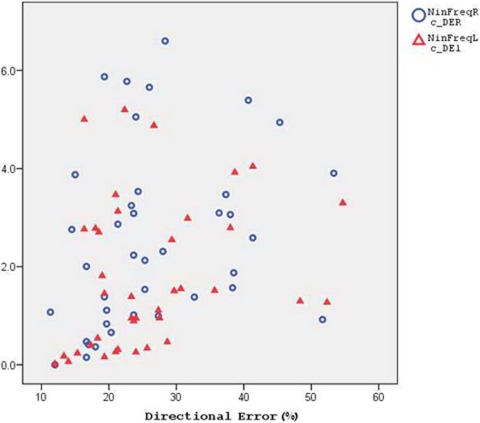 NinFreqR
c_DER
NinFreqL
c_DE1
6.0
4.0
2.0
0.0
10 20 30 40 50 60
Directional Error (%)